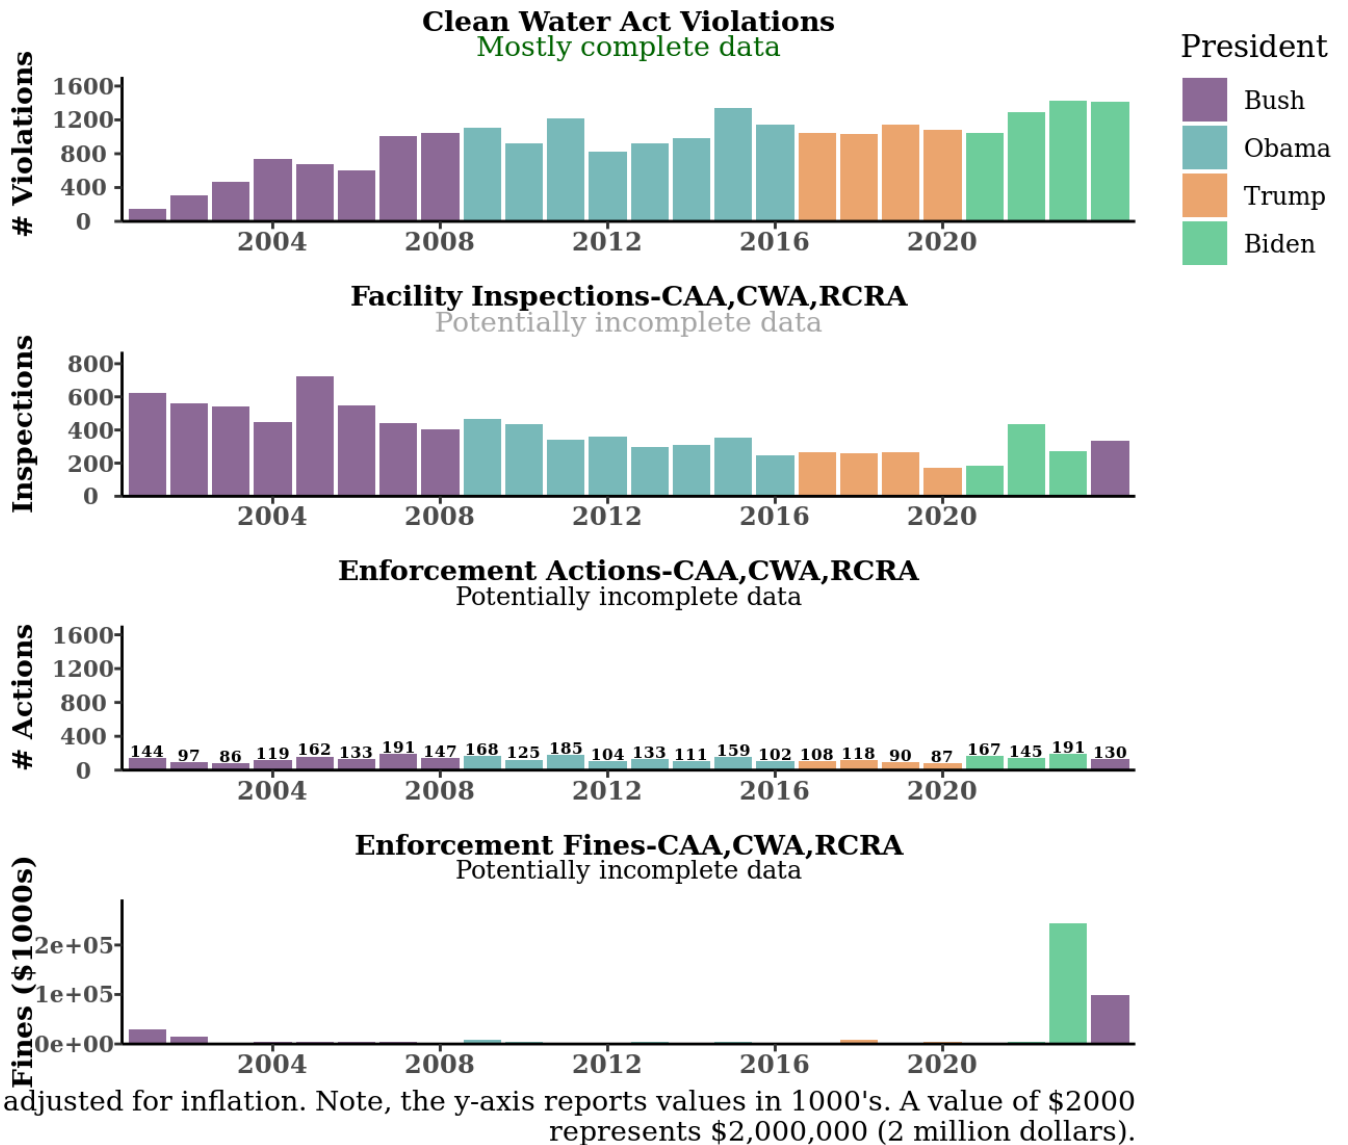 Clean Water Act Violations
Mostly complete data
# Violations
1600
1200
800
400
0
2004 2008 2012 2016 2020
President
Bush
Obama
Trump
Biden
Facility Inspections-CAA,CWA,RCRA
Potentially incomplete data
Inspections
800
600
400
200
0
2004 2008 2012 2016 2020
Enforcement Actions-CAA,CWA,RCRA
Potentially incomplete data
# Actions
1600
1200
800
400
0
144 97 86 119 162 133 191 147 168 125 185 104 133 111 159 102 108 118 90 87 167 145 191 130
2004 2008 2012 2016 2020
Enforcement Fines-CAA,CWA,RCRA
Potentially incomplete data
Fines ($1000s)
2e+05
1e+05
0e+00
2004 2008 2012 2016 2020
adjusted for inflation. Note, the y-axis reports values in 1000's. A value of $2000
represents $2,000,000 (2 million dollars).